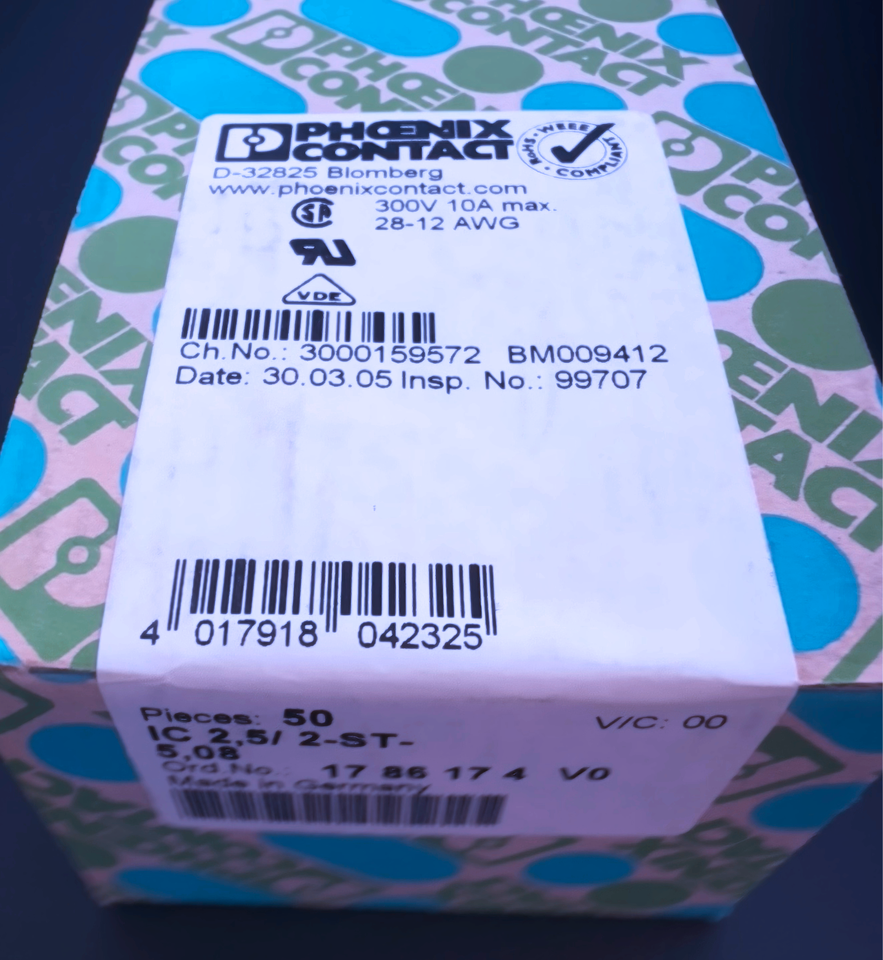 PHŒNIX
CONTACT
WEEE
RoHS
COMPLIANT
D-32825 Blomberg
www.phoenixcontact.com
300V 10A max.
28-12 AWG
VDE
Ch.No.: 3000159572 BM009412
Date: 30.03.05 Insp. No.: 99707
4 017918 042325
Pieces: 50
V/C: 00
IC 2,5/ 2-ST-
5,08
Ord.No.: 17 86 17 4 V0
Made in Germany